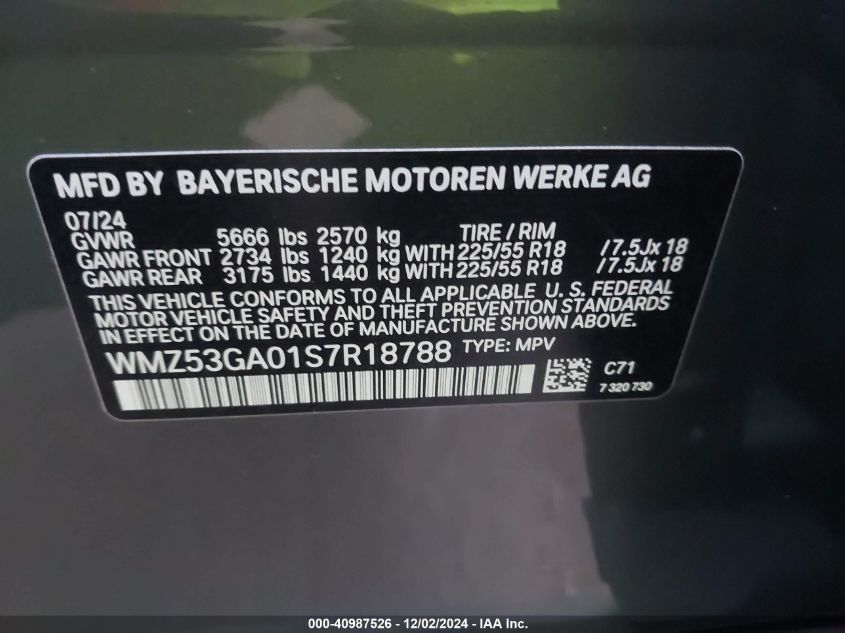 MFD BY BAYERISCHE MOTOREN WERKE AG
07/24
GVWR 5666 lbs 2570 kg TIRE / RIM
GAWR FRONT 2734 lbs 1240 kg WITH 225/55 R18 /7.5Jx 18
GAWR REAR 3175 lbs 1440 kg WITH 225/55 R18 /7.5Jx 18
THIS VEHICLE CONFORMS TO ALL APPLICABLE U. S. FEDERAL
MOTOR VEHICLE SAFETY AND THEFT PREVENTION STANDARDS
IN EFFECT ON THE DATE OF MANUFACTURE SHOWN ABOVE.
WMZ53GA01S7R18788 TYPE: MPV
C71
7 320 730
000-40987526 - 12/02/2024 - IAA Inc.